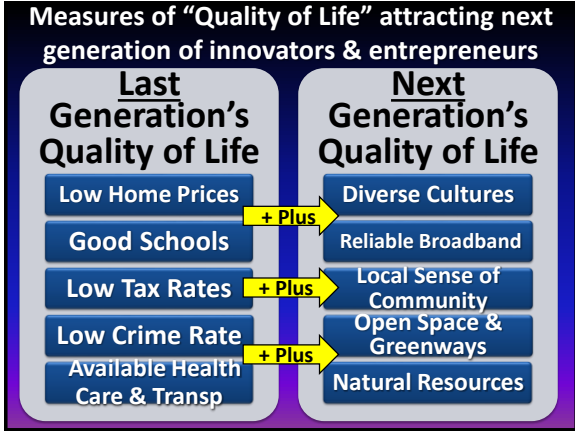 Measures of “Quality of Life” attracting next
generation of innovators & entrepreneurs
Last
Generation’s
Quality of Life
Low Home Prices
Good Schools
Low Tax Rates
Low Crime Rate
Available Health
Care & Transp
+ Plus
+ Plus
+ Plus
Next
Generation’s
Quality of Life
Diverse Cultures
Reliable Broadband
Local Sense of
Community
Open Space &
Greenways
Natural Resources